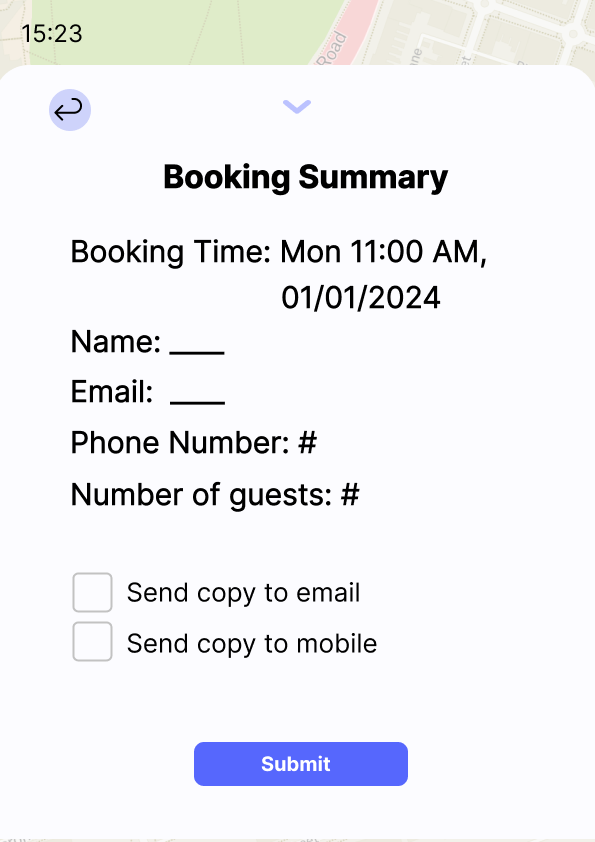 15:23
Road
Booking Summary
Booking Time: Mon 11:00 AM,
01/01/2024
Name: ____
Email: ____
Phone Number: #
Number of guests: #
Send copy to email
Send copy to mobile
Submit